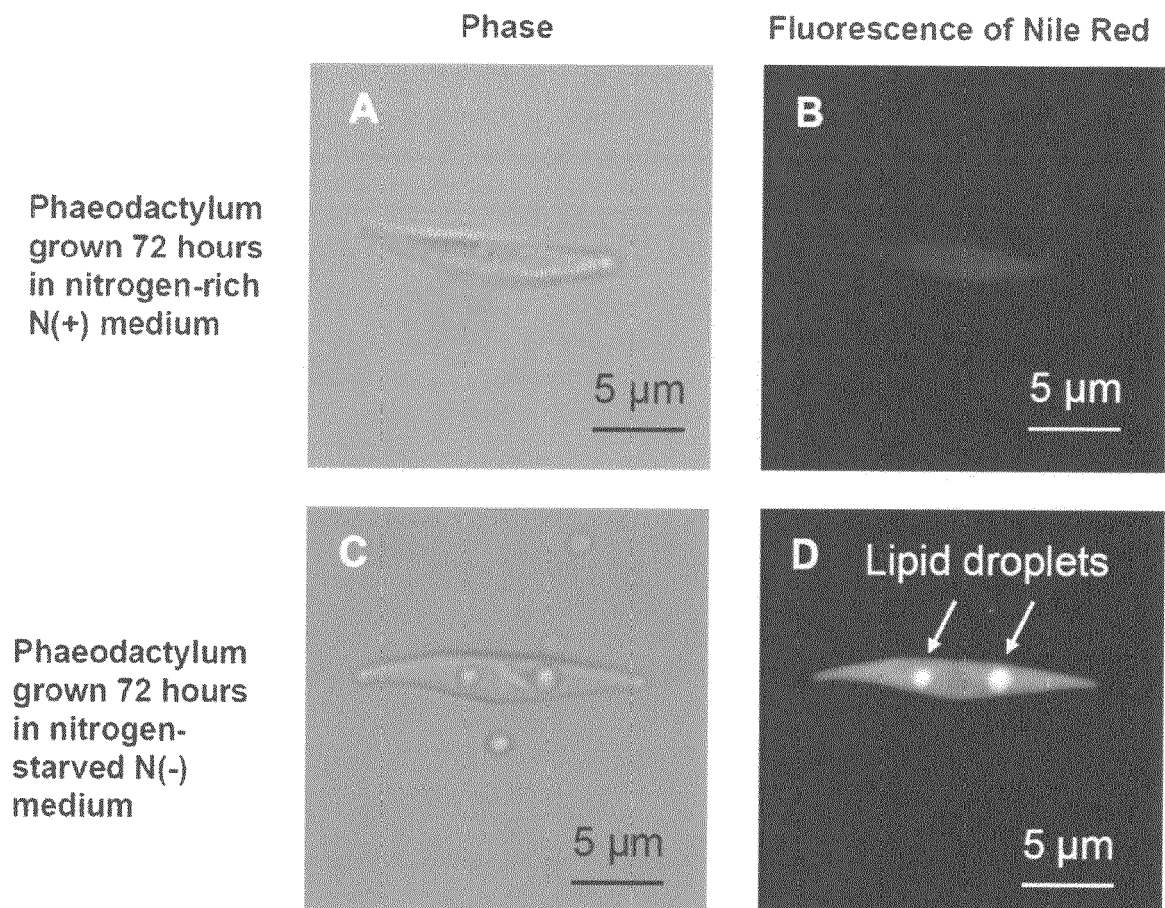 Phase
Fluorescence of Nile Red
Phaeodactylum
grown 72 hours
in nitrogen-rich
N(+) medium
A
5 µm
B
5 µm
Phaeodactylum
grown 72 hours
in nitrogen-
starved N(-)
medium
C
5 µm
D
Lipid droplets
5 µm